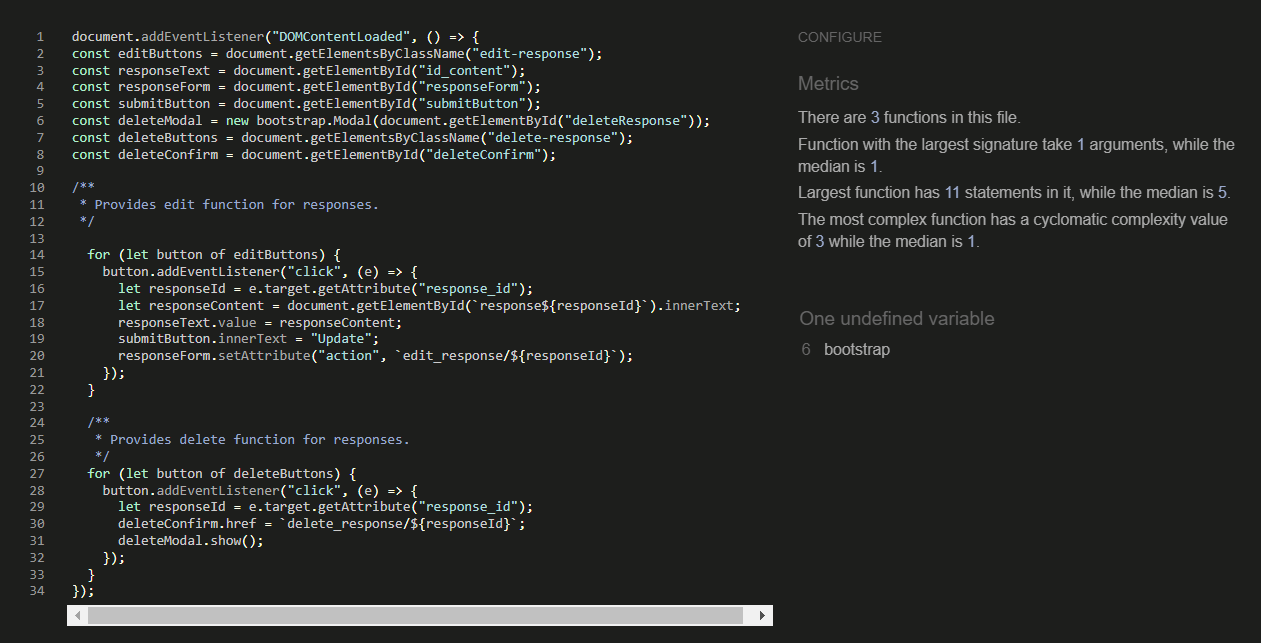 1 document.addEventListener("DOMContentLoaded", () => {
2 const editButtons = document.getElementsByClassName("edit-response");
3 const responseText = document.getElementById("id_content");
4 const responseForm = document.getElementById("responseForm");
5 const submitButton = document.getElementById("submitButton");
6 const deleteModal = new bootstrap.Modal(document.getElementById("deleteResponse"));
7 const deleteButtons = document.getElementsByClassName("delete-response");
8 const deleteConfirm = document.getElementById("deleteConfirm");
9
10 /**
11  * Provides edit function for responses.
12  */
13
14   for (let button of editButtons) {
15     button.addEventListener("click", (e) => {
16       let responseId = e.target.getAttribute("response_id");
17       let responseContent = document.getElementById(`response${responseId}`).innerText;
18       responseText.value = responseContent;
19       submitButton.innerText = "Update";
20       responseForm.setAttribute("action", `edit_response/${responseId}`);
21     });
22   }
23
24   /**
25    * Provides delete function for responses.
26    */
27   for (let button of deleteButtons) {
28     button.addEventListener("click", (e) => {
29       let responseId = e.target.getAttribute("response_id");
30       deleteConfirm.href = `delete_response/${responseId}`;
31       deleteModal.show();
32     });
33   }
34 });
CONFIGURE
Metrics
There are 3 functions in this file.
Function with the largest signature take 1 arguments, while the
median is 1.
Largest function has 11 statements in it, while the median is 5.
The most complex function has a cyclomatic complexity value
of 3 while the median is 1.
One undefined variable
6 bootstrap